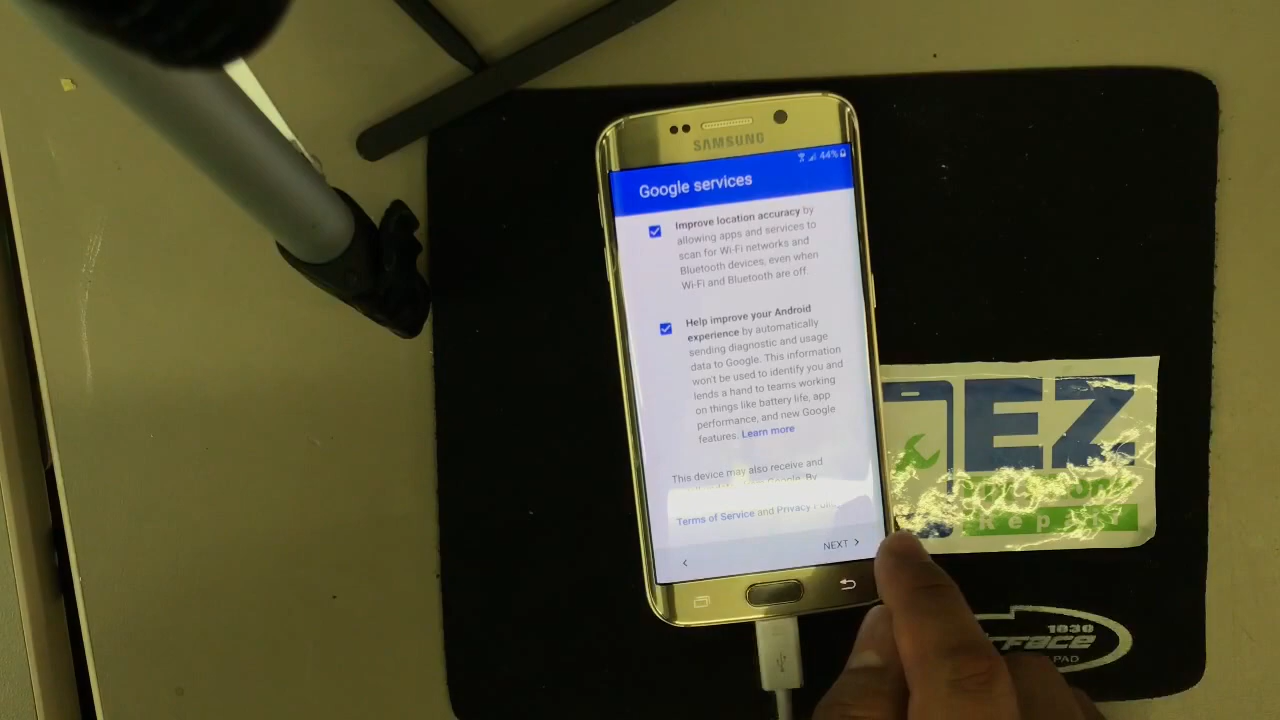 SAMSUNG
44%
Google services
Improve location accuracy by
allowing apps and services to
scan for Wi-Fi networks and
Bluetooth devices, even when
Wi-Fi and Bluetooth are off.
Help improve your Android
experience by automatically
sending diagnostic and usage
data to Google. This information
won't be used to identify you and
lends a hand to teams working
on things like battery life, app
performance, and new Google
features. Learn more
This device may also receive and
Google. By
Terms of Service and Privacy
NEXT
EZ
Repair
1030
PAD